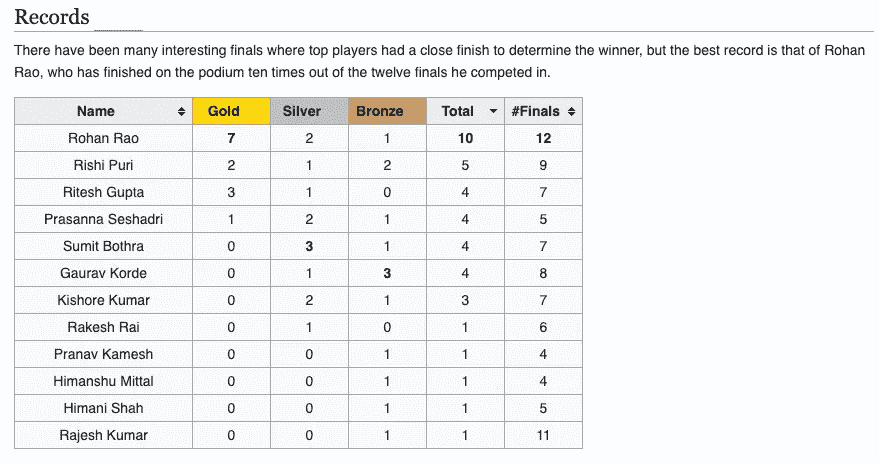 Records
There have been many interesting finals where top players had a close finish to determine the winner, but the best record is that of Rohan
Rao, who has finished on the podium ten times out of the twelve finals he competed in.
Name Gold Silver Bronze Total #Finals
Rohan Rao 7 2 1 10 12
Rishi Puri 2 1 2 5 9
Ritesh Gupta 3 1 0 4 7
Prasanna Seshadri 1 2 1 4 5
Sumit Bothra 0 3 1 4 7
Gaurav Korde 0 1 3 4 8
Kishore Kumar 0 2 1 3 7
Rakesh Rai 0 1 0 1 6
Pranav Kamesh 0 0 1 1 4
Himanshu Mittal 0 0 1 1 4
Himani Shah 0 0 1 1 5
Rajesh Kumar 0 0 1 1 11